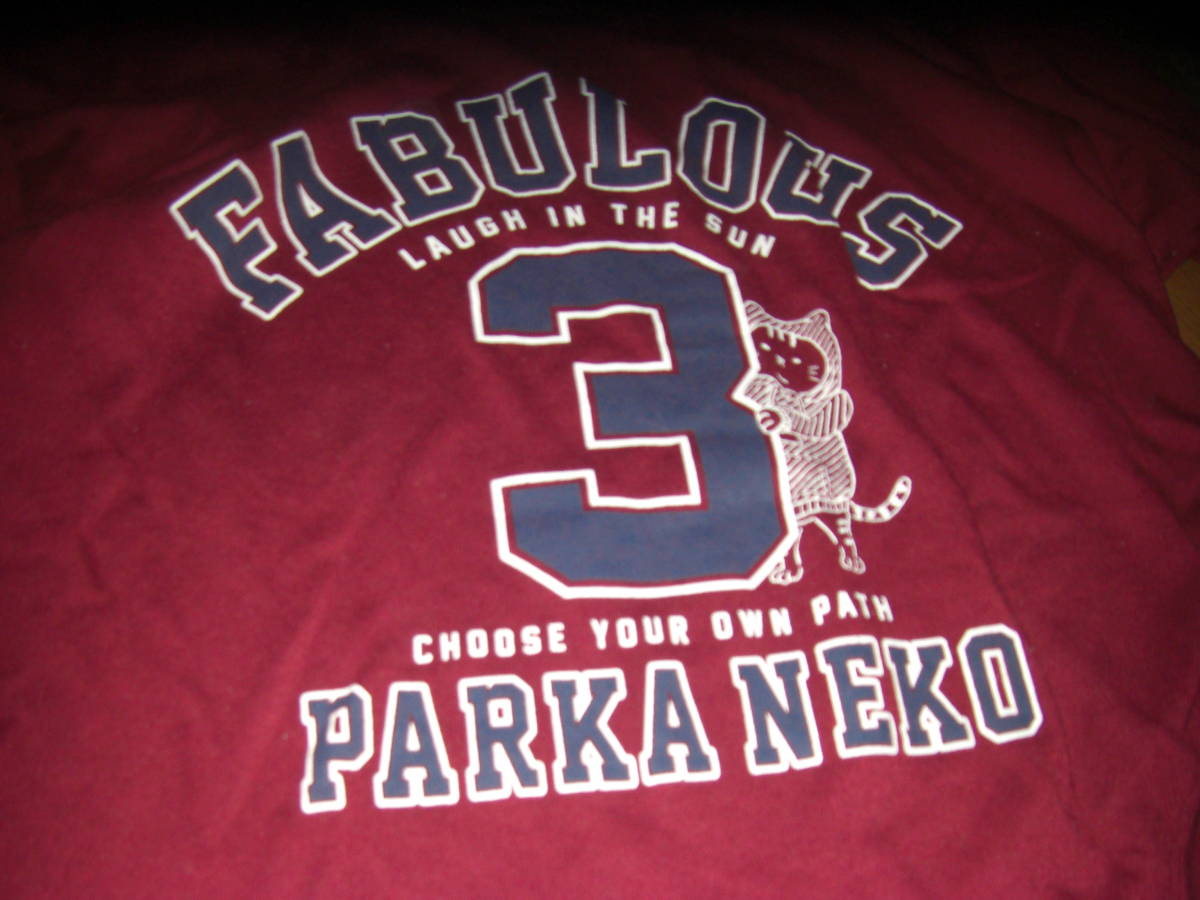 FABULOUS
LAUGH IN THE SUN
3
CHOOSE YOUR OWN PATH
PARKA NEKO